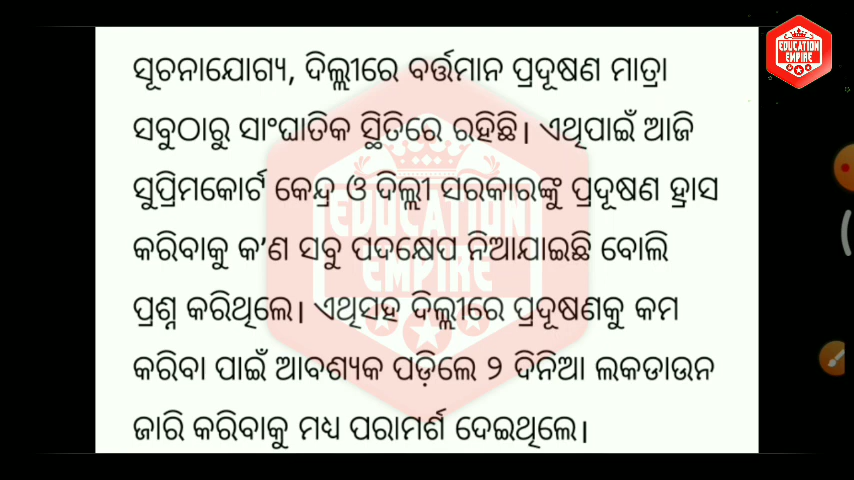 EDUCATION
EMPIRE
ସୂଚନାଯୋଗ୍ୟ, ଦିଲ୍ଲୀରେ ବର୍ତ୍ତମାନ ପ୍ରଦୂଷଣ ମାତ୍ରା
ସବୁଠାରୁ ସାଂଘାତିକ ସ୍ଥିତିରେ ରହିଛି। ଏଥିପାଇଁ ଆଜି
ସୁପ୍ରିମକୋର୍ଟ କେନ୍ଦ୍ର ଓ ଦିଲ୍ଲୀ ସରକାରଙ୍କୁ ପ୍ରଦୂଷଣ ହ୍ରାସ
କରିବାକୁ କ'ଣ ସବୁ ପଦକ୍ଷେପ ନିଆଯାଇଛି ବୋଲି
ପ୍ରଶ୍ନ କରିଥିଲେ। ଏଥିସହ ଦିଲ୍ଲୀରେ ପ୍ରଦୂଷଣକୁ କମ
କରିବା ପାଇଁ ଆବଶ୍ୟକ ପଡ଼ିଲେ ୨ ଦିନିଆ ଲକଡାଉନ
ଜାରି କରିବାକୁ ମଧ୍ୟ ପରାମର୍ଶ ଦେଇଥିଲେ।
EDUCATION
EMPIRE